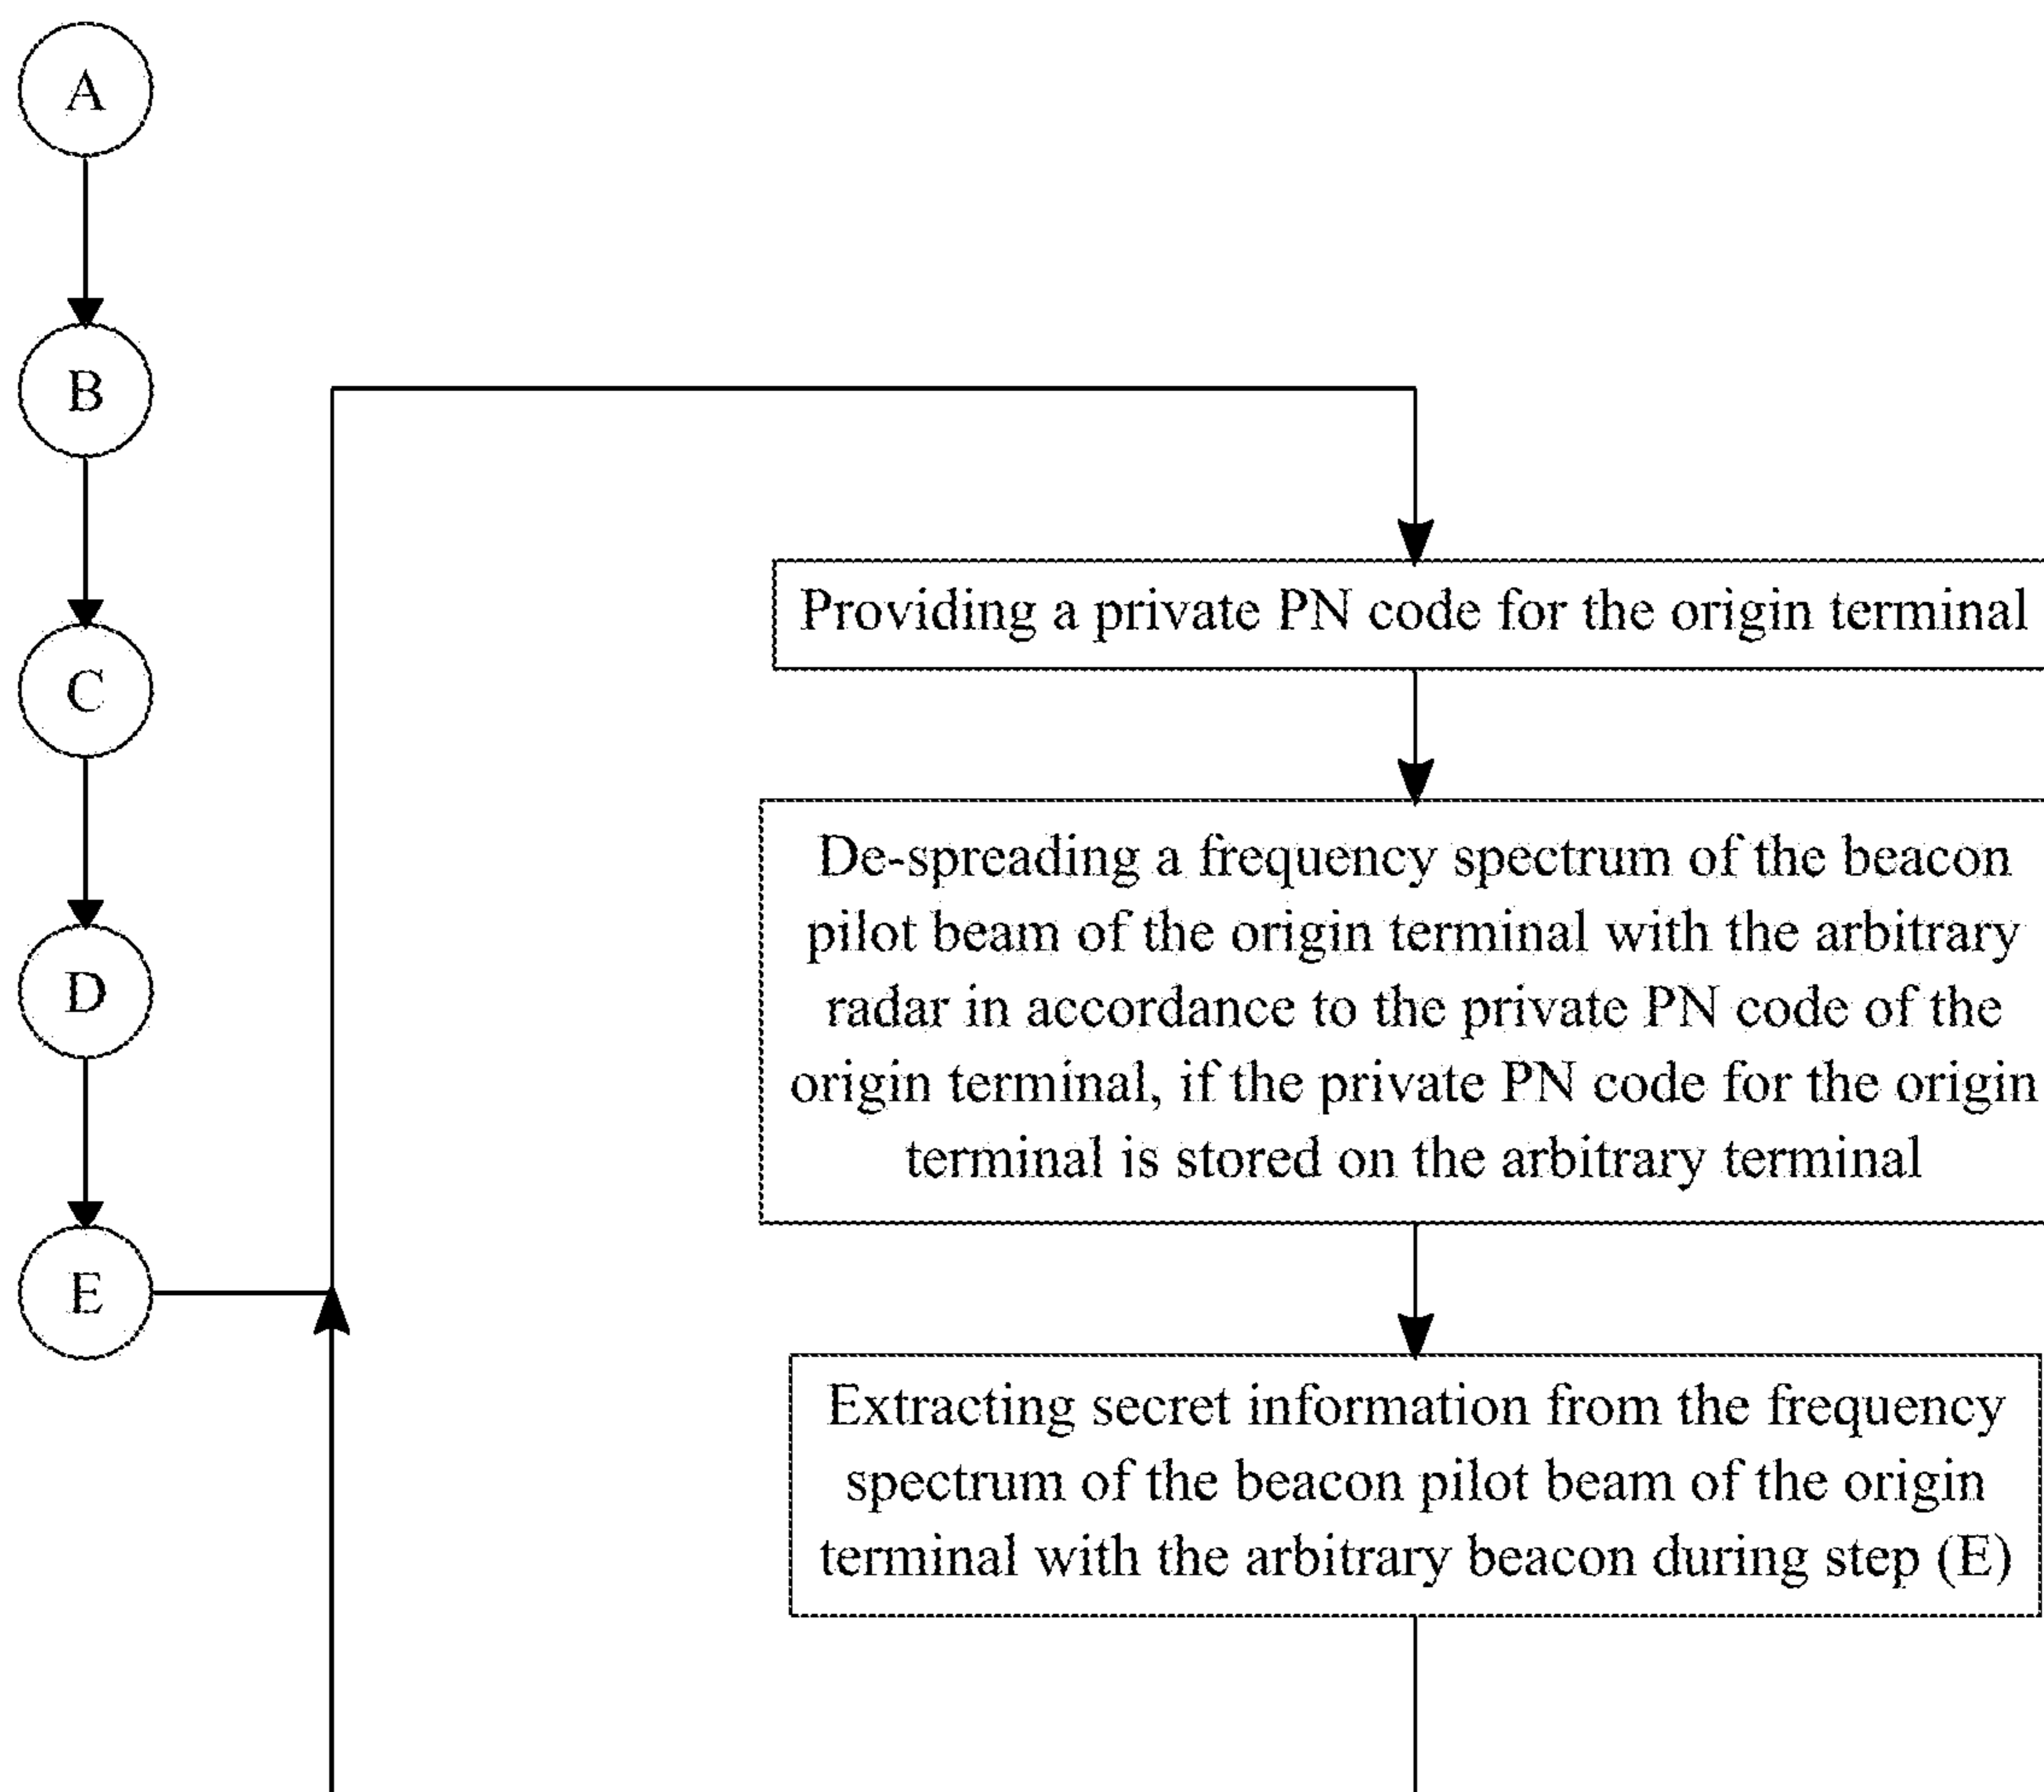 A
B
C
D
E
Providing a private PN code for the origin terminal
De-spreading a frequency spectrum of the beacon
pilot beam of the origin terminal with the arbitrary
radar in accordance to the private PN code of the
origin terminal, if the private PN code for the origin
terminal is stored on the arbitrary terminal
Extracting secret information from the frequency
spectrum of the beacon pilot beam of the origin
terminal with the arbitrary beacon during step (E)